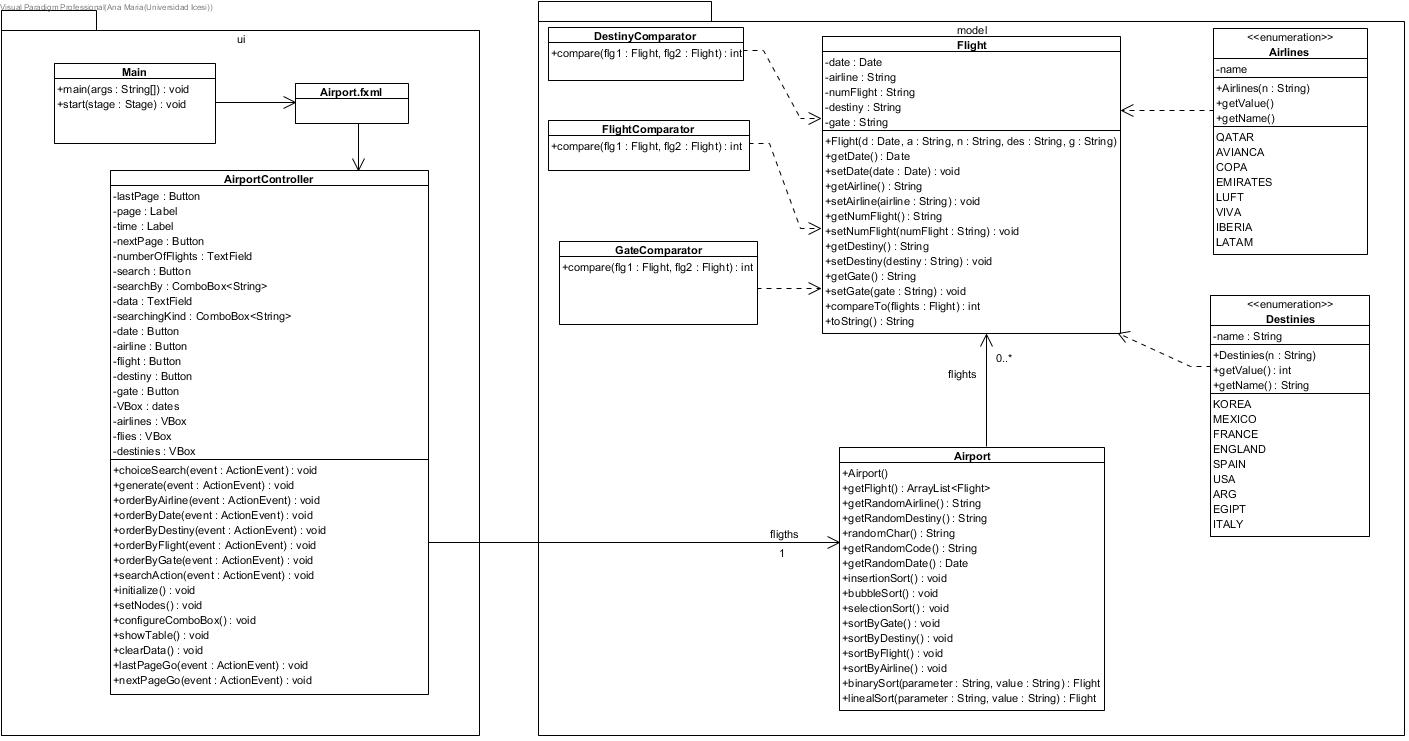 Visual Paradigm Professional(Ana Maria(Universidad Icesi))
ui
Main
+main(args : String[]) : void
+start(stage : Stage) : void
Airport.fxml
AirportController
-lastPage : Button
-page : Label
-time : Label
-nextPage : Button
-numberOfFlights : TextField
-search : Button
-searchBy : ComboBox<String>
-data : TextField
-searchingKind : ComboBox<String>
-date : Button
-airline : Button
-flight : Button
-destiny : Button
-gate : Button
-VBox : dates
-airlines : VBox
-flies : VBox
-destinies : VBox
+choiceSearch(event : ActionEvent) : void
+generate(event : ActionEvent) : void
+orderByAirline(event : ActionEvent) : void
+orderByDate(event : ActionEvent) : void
+orderByDestiny(event : ActionEvent) : void
+orderByFlight(event : ActionEvent) : void
+orderByGate(event : ActionEvent) : void
+searchAction(event : ActionEvent) : void
+initialize() : void
+setNodes() : void
+configureComboBox() : void
+showTable() : void
+clearData() : void
+lastPageGo(event : ActionEvent) : void
+nextPageGo(event : ActionEvent) : void
model
DestinyComparator
+compare(flg1 : Flight, flg2 : Flight) : int
FlightComparator
+compare(flg1 : Flight, flg2 : Flight) : int
GateComparator
+compare(flg1 : Flight, flg2 : Flight) : int
Flight
-date : Date
-airline : String
-numFlight : String
-destiny : String
-gate : String
+Flight(d : Date, a : String, n : String, des : String, g : String)
+getDate() : Date
+setDate(date : Date) : void
+getAirline() : String
+setAirline(airline : String) : void
+getNumFlight() : String
+setNumFlight(numFlight : String) : void
+getDestiny() : String
+setDestiny(destiny : String) : void
+getGate() : String
+setGate(gate : String) : void
+compareTo(flights : Flight) : int
+toString() : String
<<enumeration>>
Airlines
-name
+Airlines(n : String)
+getValue()
+getName()
QATAR
AVIANCA
COPA
EMIRATES
LUFT
VIVA
IBERIA
LATAM
<<enumeration>>
Destinies
-name : String
+Destinies(n : String)
+getValue() : int
+getName() : String
KOREA
MEXICO
FRANCE
ENGLAND
SPAIN
USA
ARG
EGIPT
ITALY
0..*
flights
Airport
+Airport()
+getFlight() : ArrayList<Flight>
+getRandomAirline() : String
+getRandomDestiny() : String
+randomChar() : String
+getRandomCode() : String
+getRandomDate() : Date
+insertionSort() : void
+bubbleSort() : void
+selectionSort() : void
+sortByGate() : void
+sortByDestiny() : void
+sortByFlight() : void
+sortByAirline() : void
+binarySort(parameter : String, value : String) : Flight
+linealSort(parameter : String, value : String) : Flight
fligths
1